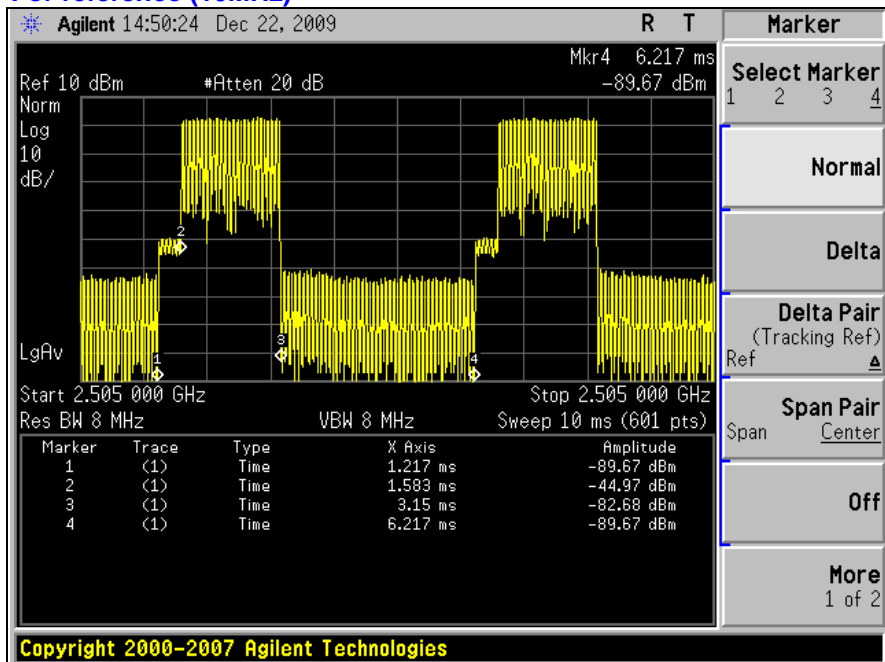 Agilent 14:50:24 Dec 22, 2009 R T
Marker
Mkr4 6.217 ms
Ref 10 dBm #Atten 20 dB -89.67 dBm
Norm
Log
10
dB/
2
3
1
4
LgAv
Start 2.505 000 GHz Stop 2.505 000 GHz
Res BW 8 MHz VBW 8 MHz Sweep 10 ms (601 pts)
Marker Trace Type X Axis Amplitude
1 (1) Time 1.217 ms -89.67 dBm
2 (1) Time 1.583 ms -44.97 dBm
3 (1) Time 3.15 ms -82.68 dBm
4 (1) Time 6.217 ms -89.67 dBm
Select Marker
1 2 3 4
Normal
Delta
Delta Pair
(Tracking Ref)
Ref Δ
Span Pair
Span Center
Off
More
1 of 2
Copyright 2000-2007 Agilent Technologies